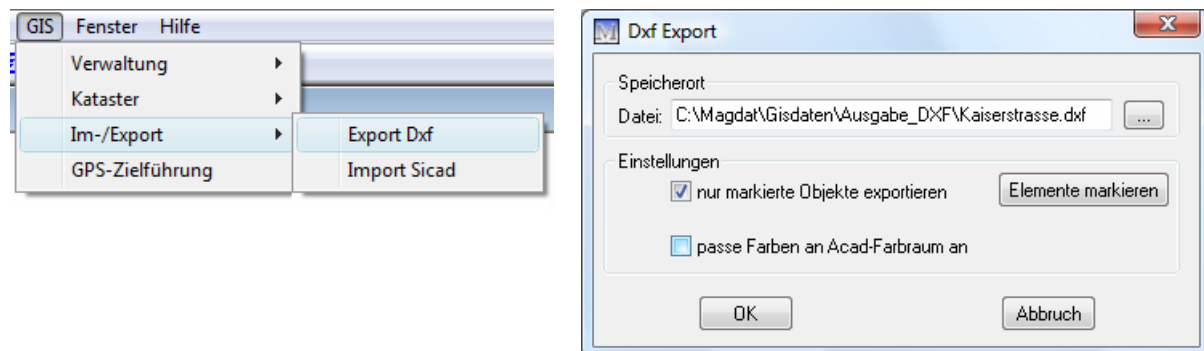 GIS Fenster Hilfe
Verwaltung
Kataster
Im-/Export
GPS-Zielführung
Export Dxf
Import Sicad
Dxf Export
Speicherort
Datei: C:\Magdat\Gisdaten\Ausgabe_DXF\Kaiserstrasse.dxf ...
Einstellungen
nur markierte Objekte exportieren Elemente markieren
passe Farben an Acad-Farbraum an
OK Abbruch